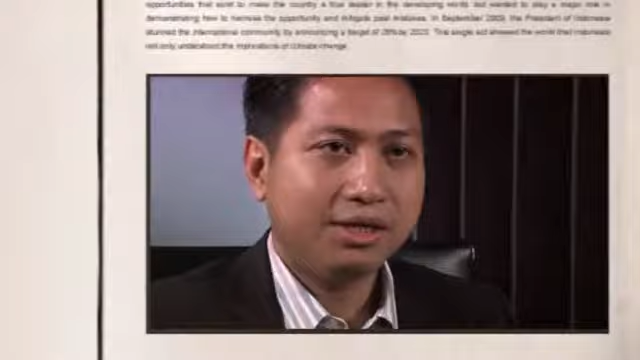 opportunities that exist to make the country a true leader in the developing world but wanted to play a major role in
demonstrating how to harness the opportunity and mitigate past mistakes. In September 2009, the President of Indonesia
stunned the international community by announcing a target of 26% by 2020. This single act showed the world that Indonesia
not only understood the implications of climate change